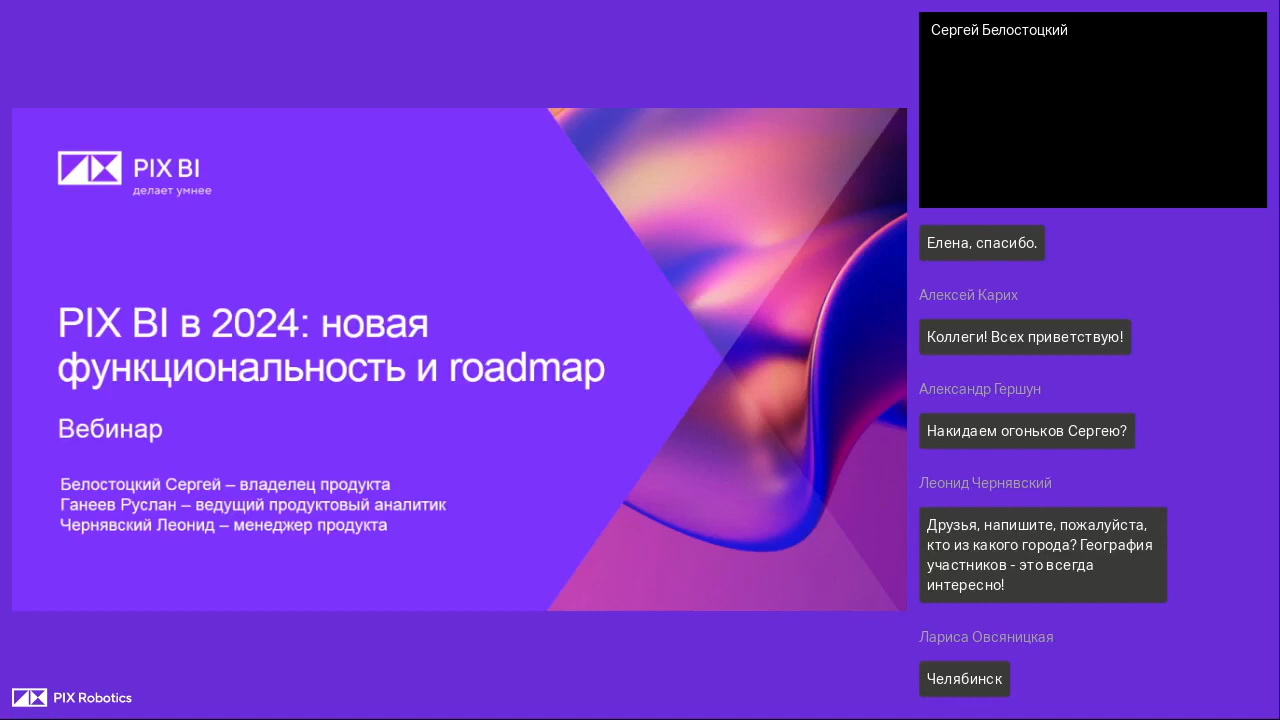 PIX BI
делает умнее
PIX BI в 2024: новая
функциональность и roadmap
Вебинар
Белостоцкий Сергей – владелец продукта
Ганеев Руслан – ведущий продуктовый аналитик
Чернявский Леонид – менеджер продукта
PIX Robotics
Сергей Белостоцкий
Елена, спасибо.
Алексей Карих
Коллеги! Всех приветствую!
Александр Гершун
Накидаем огоньков Сергею?
Леонид Чернявский
Друзья, напишите, пожалуйста,
кто из какого города? География
участников - это всегда
интересно!
Лариса Овсяницкая
Челябинск